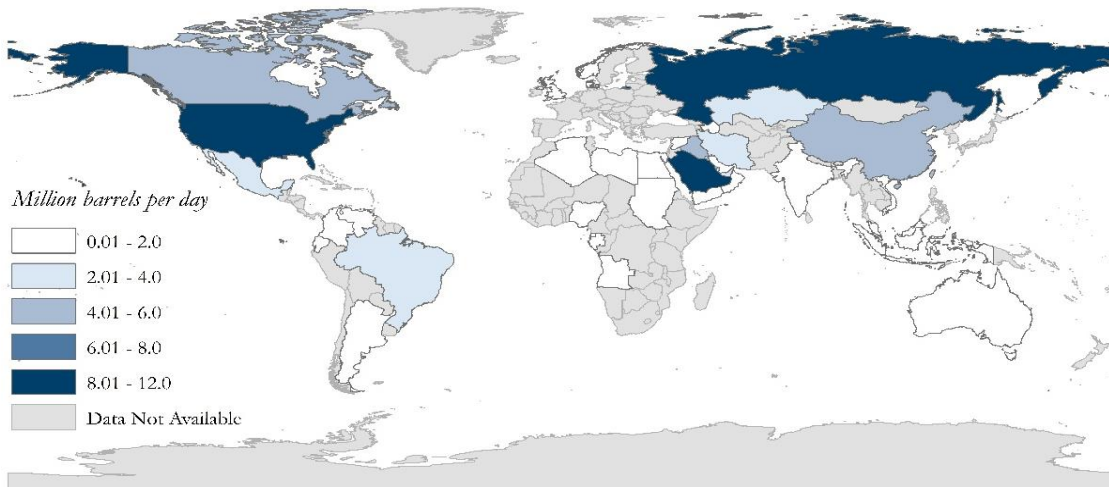 Million barrels per day
0.01 - 2.0
2.01 - 4.0
4.01 - 6.0
6.01 - 8.0
8.01 - 12.0
Data Not Available